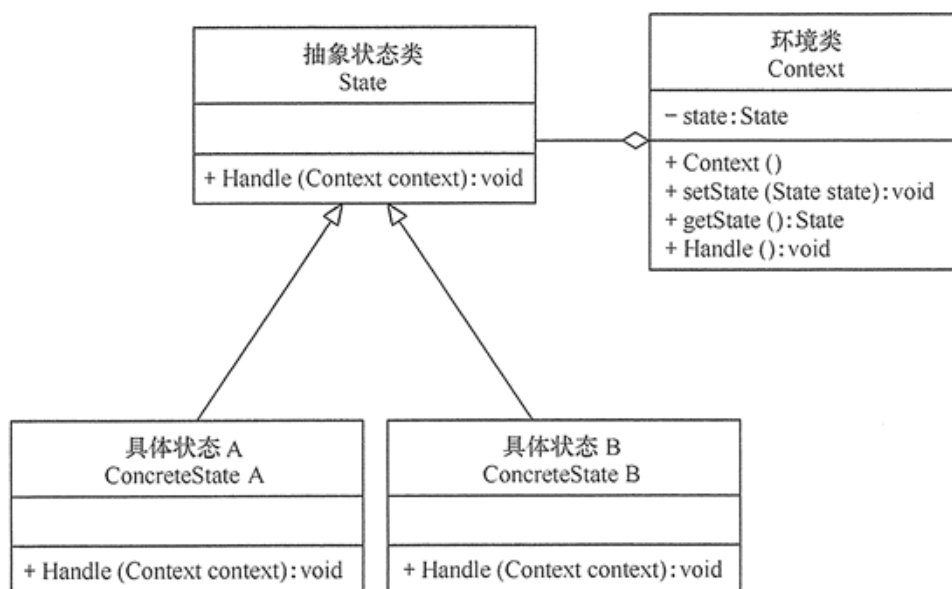 抽象状态类
State
+ Handle (Context context): void
环境类
Context
− state: State
+ Context ()
+ setState (State state): void
+ getState (): State
+ Handle (): void
具体状态 A
ConcreteState A
+ Handle (Context context): void
具体状态 B
ConcreteState B
+ Handle (Context context): void